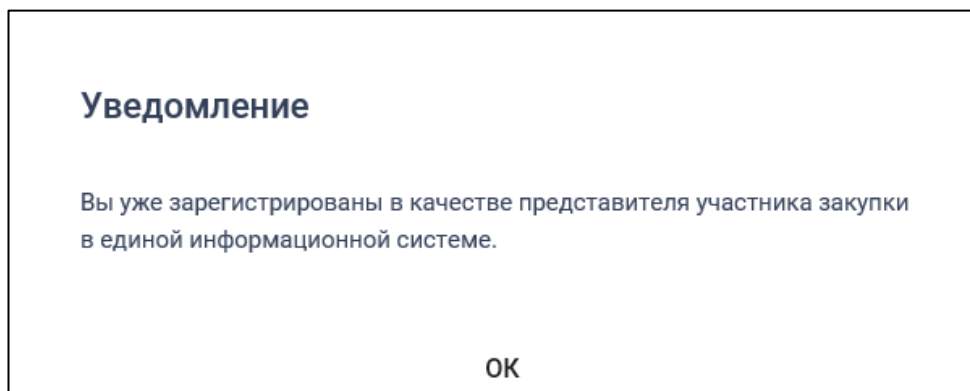 Уведомление
Вы уже зарегистрированы в качестве представителя участника закупки
в единой информационной системе.
ОК